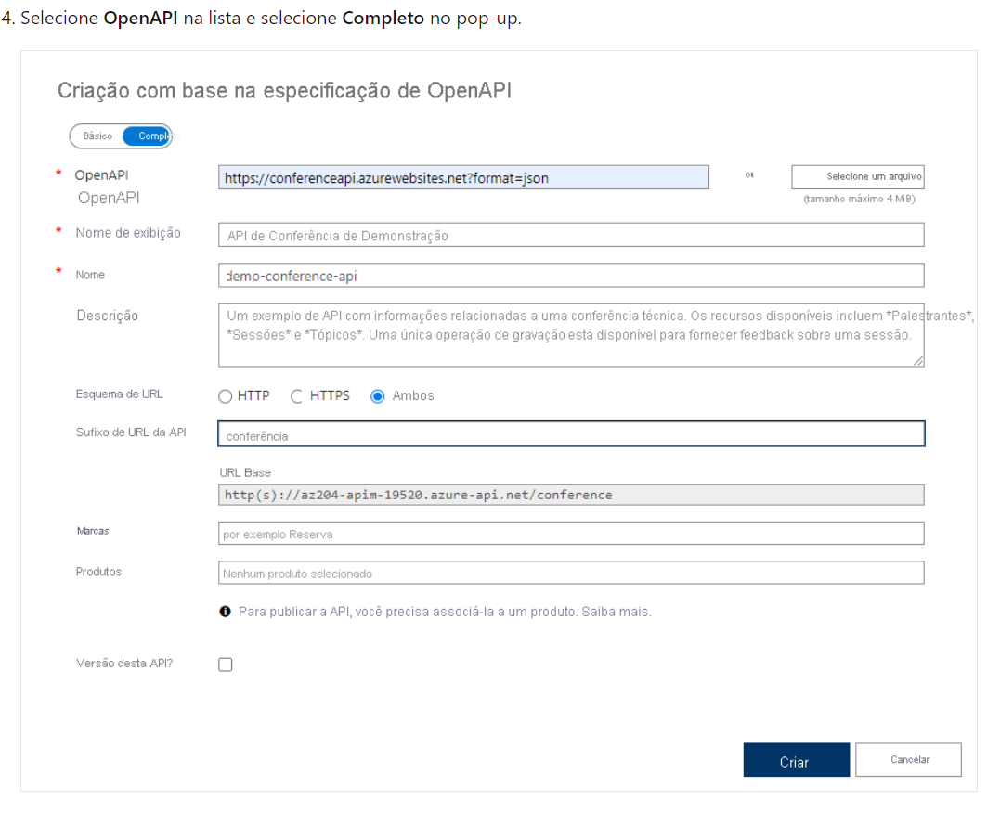 4. Selecione OpenAPI na lista e selecione Completo no pop-up.
Criação com base na especificação de OpenAPI
Básico Comple
* OpenAPI https://conferenceapi.azurewebsites.net?format=json Selecione um arquivo
OpenAPI (tamanho máximo 4 MiB)
* Nome de exibição API de Conferência de Demonstração
* Nome demo-conference-api
Descrição Um exemplo de API com informações relacionadas a uma conferência técnica. Os recursos disponíveis incluem *Palestrantes*,
*Sessões* e *Tópicos*. Uma única operação de gravação está disponível para fornecer feedback sobre uma sessão.
Esquema de URL HTTP HTTPS Ambos
Sufixo de URL da API conferência
URL Base
http(s)://az204-apim-19520.azure-api.net/conference
Marcas por exemplo Reserva
Produtos Nenhum produto selecionado
Para publicar a API, você precisa associá-la a um produto. Saiba mais.
Versão desta API?
Criar Cancelar